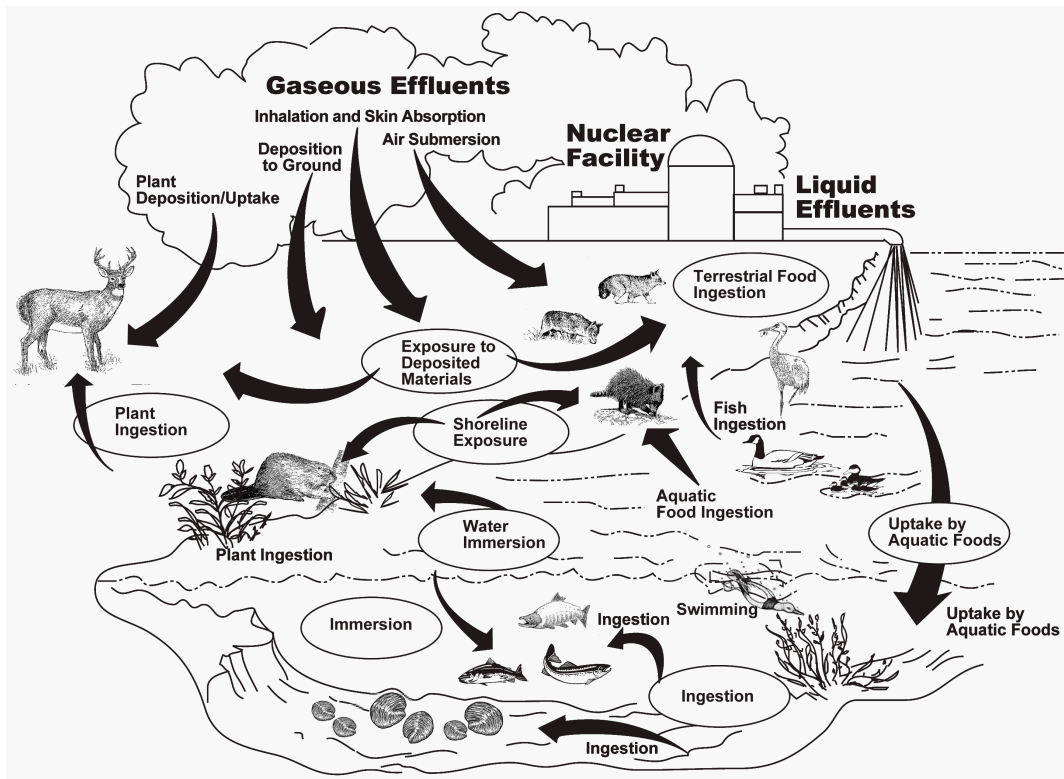 Gaseous Effluents
Inhalation and Skin Absorption
Air Submersion
Deposition
to Ground
Plant
Deposition/Uptake
Nuclear
Facility
Liquid
Effluents
Terrestrial Food
Ingestion
Exposure to
Deposited
Materials
Plant
Ingestion
Shoreline
Exposure
Fish
Ingestion
Aquatic
Food Ingestion
Water
Immersion
Plant Ingestion
Uptake by
Aquatic Foods
Immersion
Ingestion
Swimming
Uptake by
Aquatic Foods
Ingestion
Ingestion